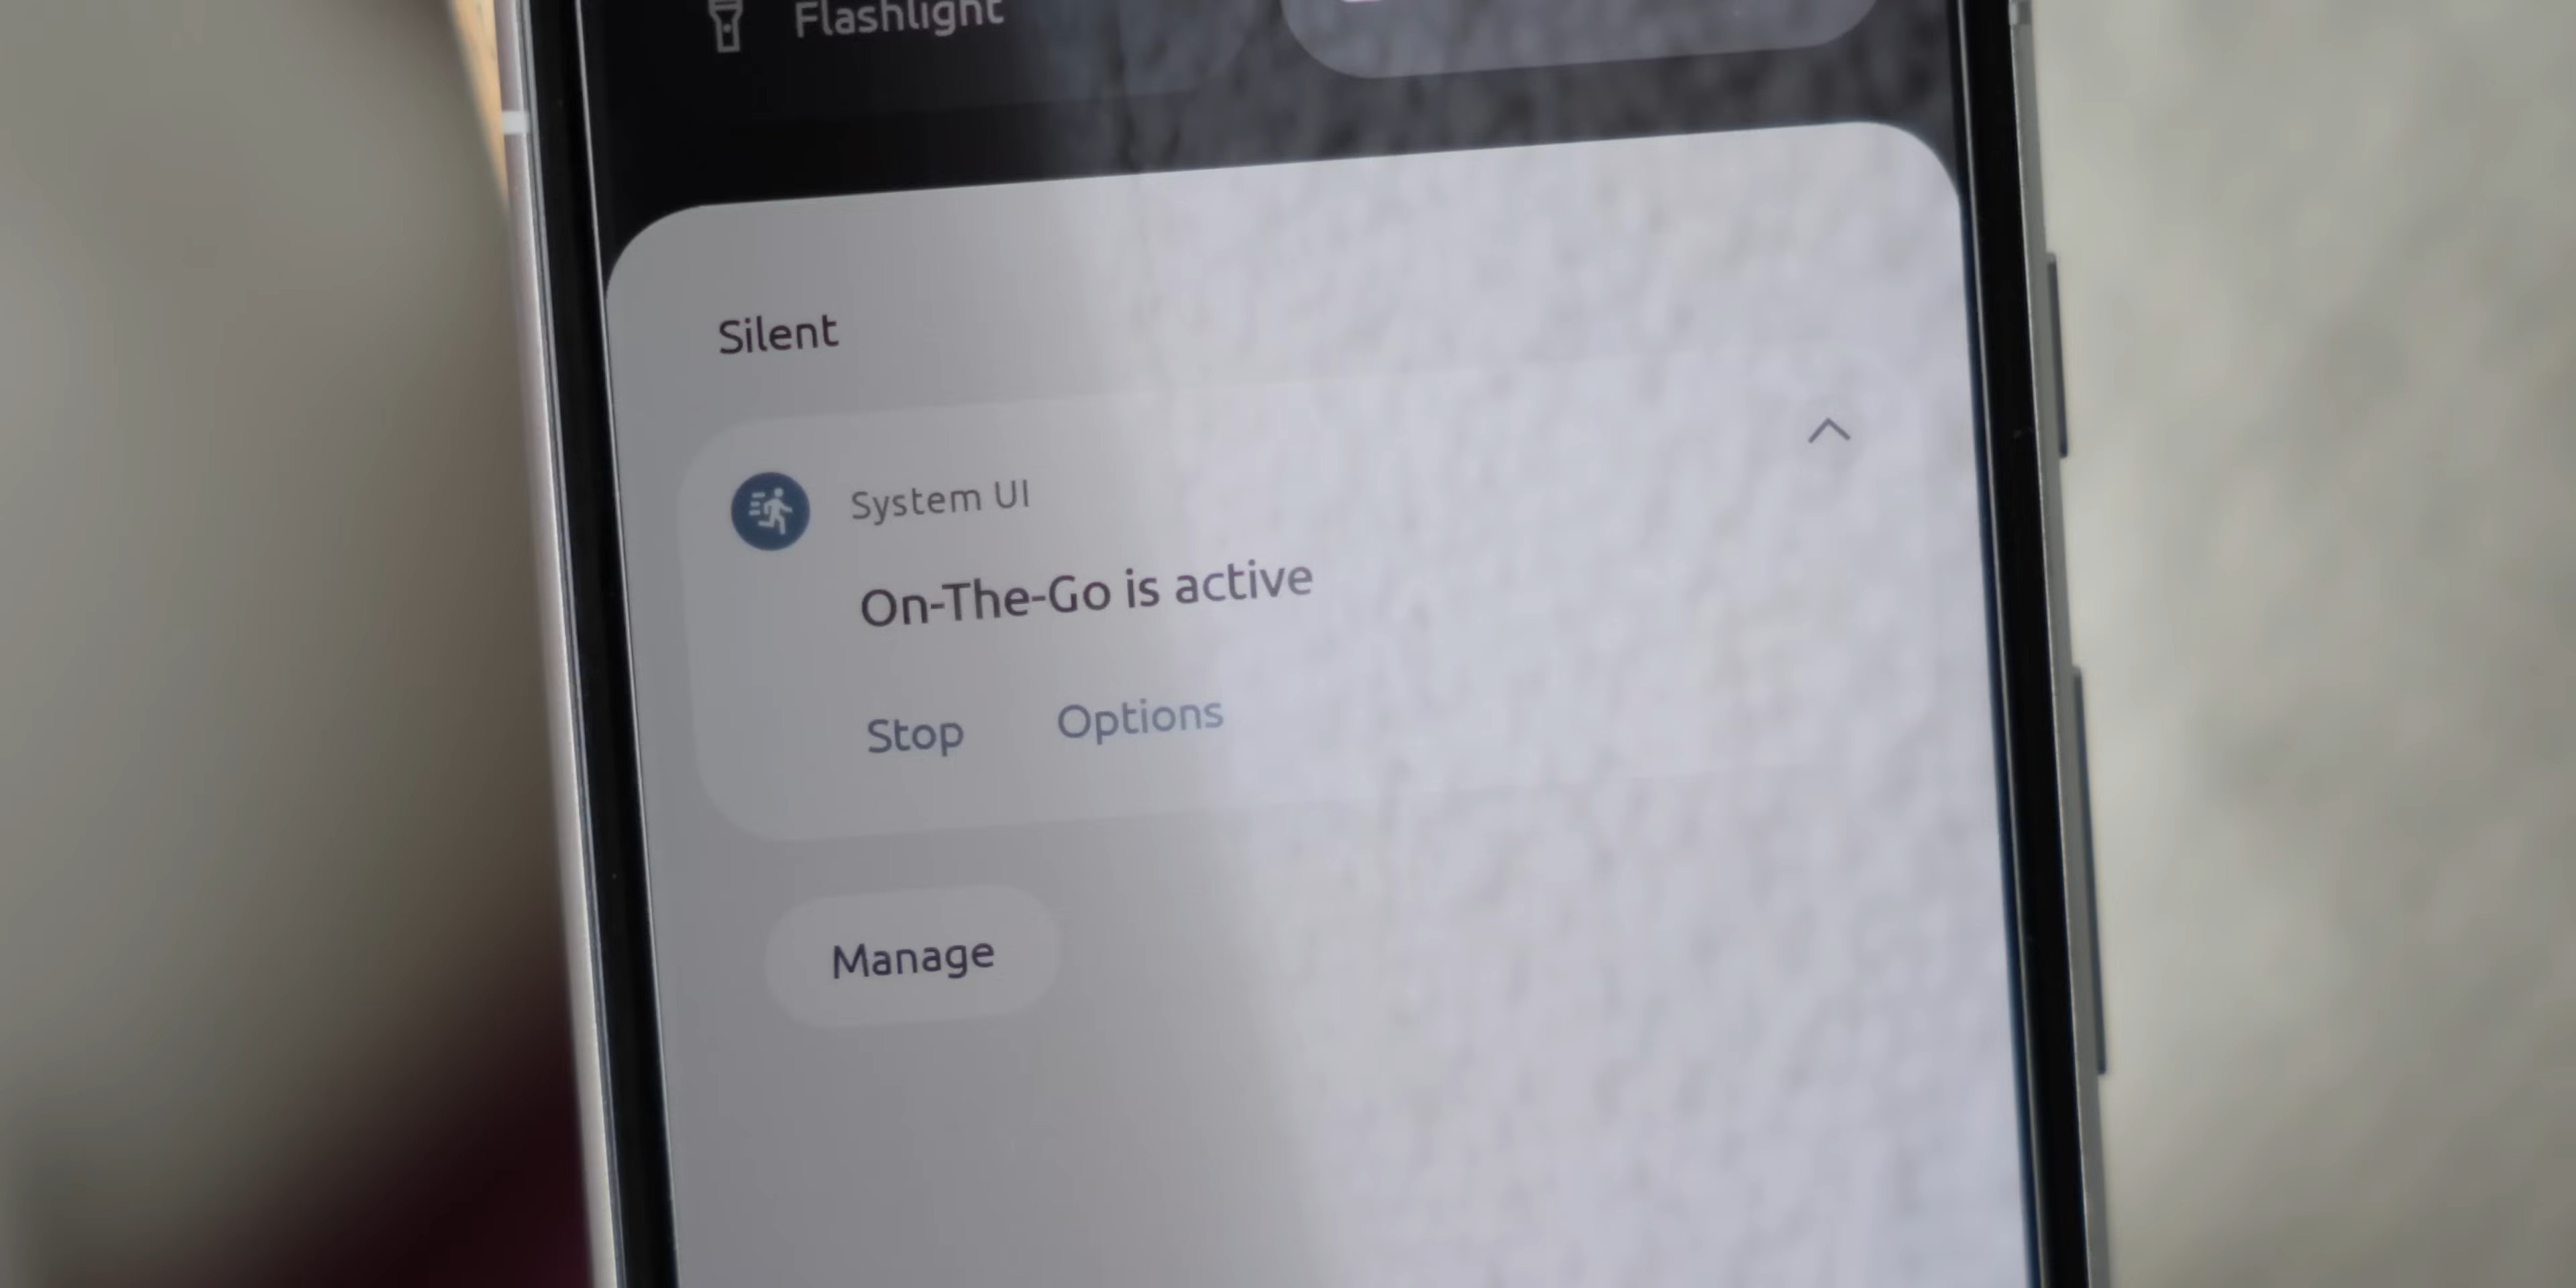 Flashlight
Silent
System UI
On-The-Go is active
Stop Options
Manage